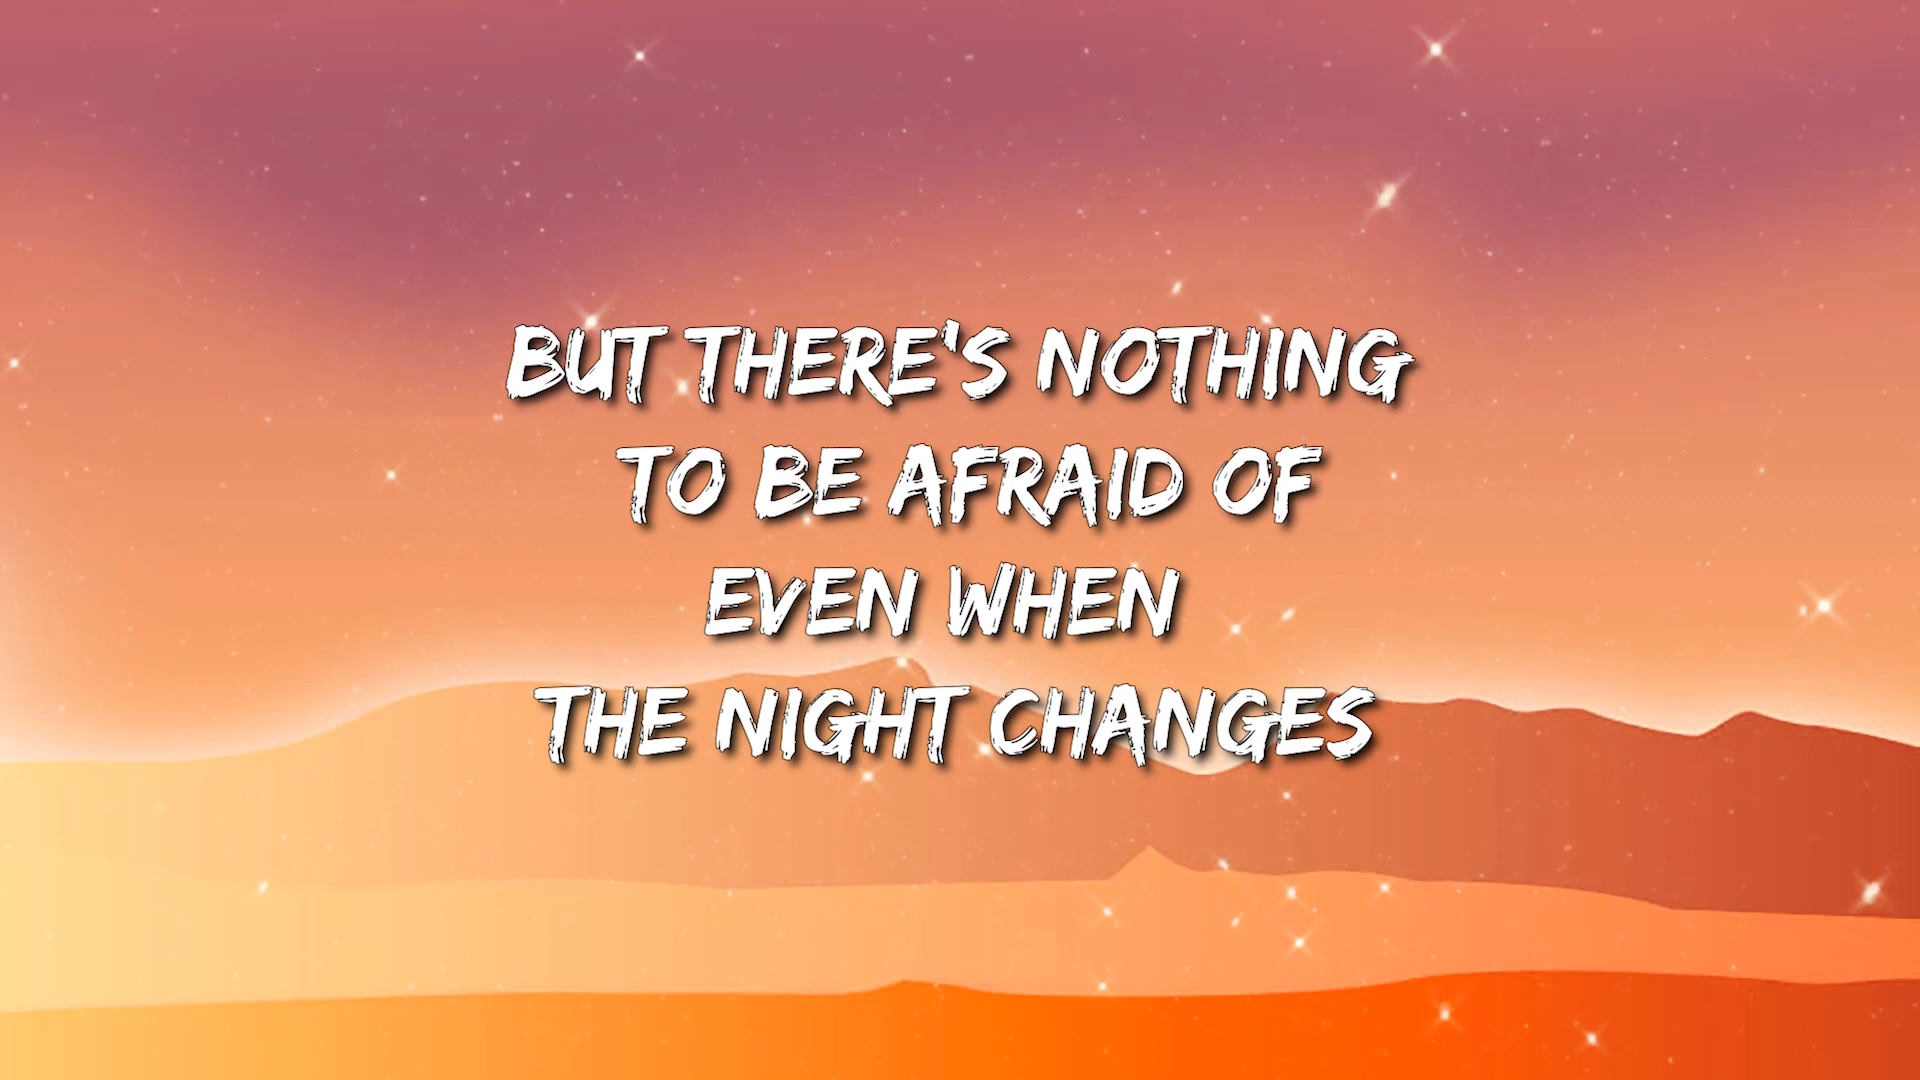 BUT THERE'S NOTHING
TO BE AFRAID OF
EVEN WHEN
THE NIGHT CHANGES